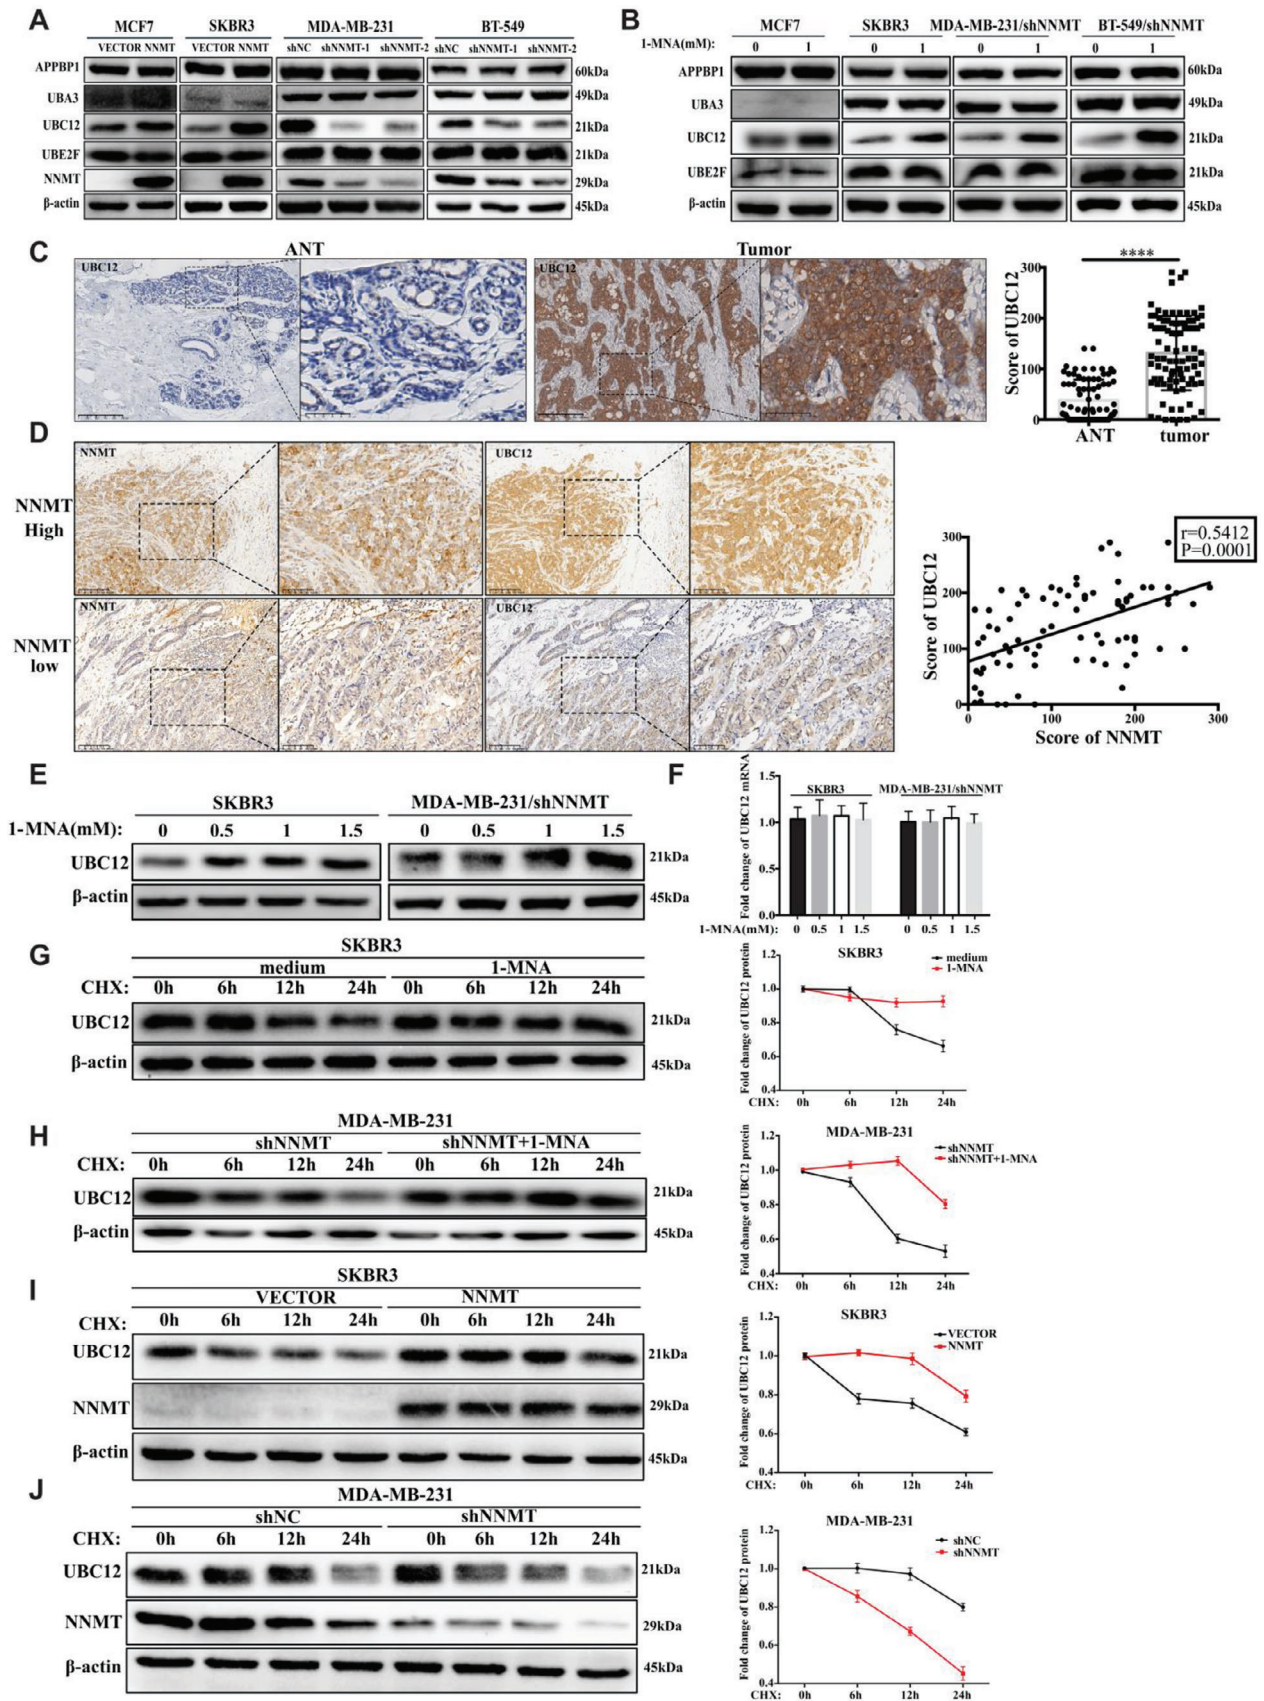 A
MCF7 SKBR3 MDA-MB-231 BT-549
VECTOR NNMT VECTOR NNMT shNC shNNMT-1 shNNMT-2 shNC shNNMT-1 shNNMT-2
APPBP1 60kDa
UBA3 49kDa
UBC12 21kDa
UBE2F 21kDa
NNMT 29kDa
β-actin 45kDa
B
MCF7 SKBR3 MDA-MB-231/shNNMT BT-549/shNNMT
1-MNA(mM): 0 1 0 1 0 1 0 1
APPBP1 60kDa
UBA3 49kDa
UBC12 21kDa
UBE2F 21kDa
β-actin 45kDa
C
ANT Tumor
UBC12 UBC12
Score of UBC12
300
200
100
0
****
ANT tumor
D
NNMT High
NNMT UBC12
NNMT low
NNMT UBC12
Score of UBC12
300
200
100
0
r=0.5412
P=0.0001
0 100 200 300
Score of NNMT
E
SKBR3 MDA-MB-231/shNNMT
1-MNA(mM): 0 0.5 1 1.5 0 0.5 1 1.5
UBC12 21kDa
β-actin 45kDa
F
Fold change of UBC12 mRNA
1.5
1.0
0.5
0.0
SKBR3 MDA-MB-231/shNNMT
1-MNA(mM): 0 0.5 1 1.5 0 0.5 1 1.5
G
SKBR3
medium 1-MNA
CHX: 0h 6h 12h 24h 0h 6h 12h 24h
UBC12 21kDa
β-actin 45kDa
SKBR3
medium
1-MNA
Fold change of UBC12 protein
1.2
1.0
0.8
0.6
0.4
CHX: 0h 6h 12h 24h
H
MDA-MB-231
shNNMT shNNMT+1-MNA
CHX: 0h 6h 12h 24h 0h 6h 12h 24h
UBC12 21kDa
β-actin 45kDa
MDA-MB-231
shNNMT
shNNMT+1-MNA
Fold change of UBC12 protein
1.2
1.0
0.8
0.6
0.4
CHX: 0h 6h 12h 24h
I
SKBR3
VECTOR NNMT
CHX: 0h 6h 12h 24h 0h 6h 12h 24h
UBC12 21kDa
NNMT 29kDa
β-actin 45kDa
SKBR3
VECTOR
NNMT
Fold change of UBC12 protein
1.2
1.0
0.8
0.6
0.4
CHX: 0h 6h 12h 24h
J
MDA-MB-231
shNC shNNMT
CHX: 0h 6h 12h 24h 0h 6h 12h 24h
UBC12 21kDa
NNMT 29kDa
β-actin 45kDa
MDA-MB-231
shNC
shNNMT
Fold change of UBC12 protein
1.2
1.0
0.8
0.6
0.4
CHX: 0h 6h 12h 24h